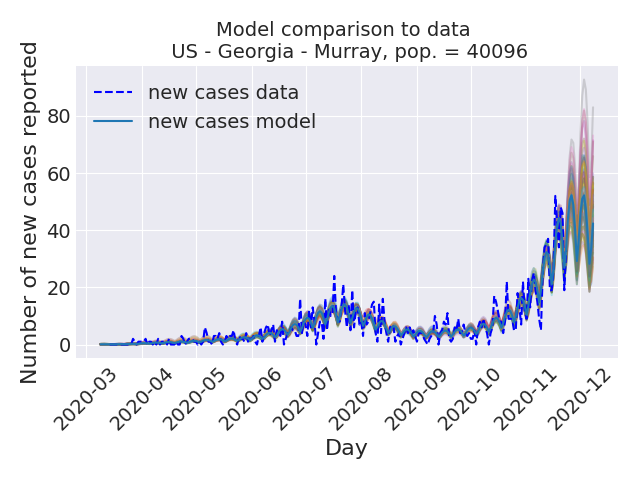 Model comparison to data
US - Georgia - Murray, pop. = 40096
Number of new cases reported
80
60
40
20
0
new cases data
new cases model
2020-03
2020-04
2020-05
2020-06
2020-07
2020-08
2020-09
2020-10
2020-11
2020-12
Day